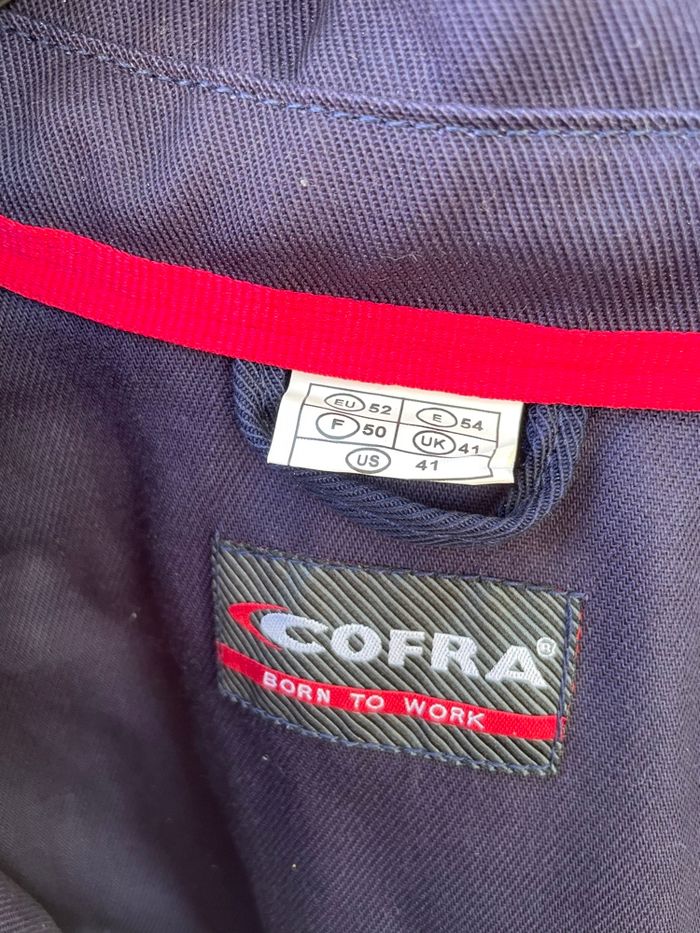 EU 52 E 54
F 50 UK 41
US 41
COFRA®
BORN TO WORK